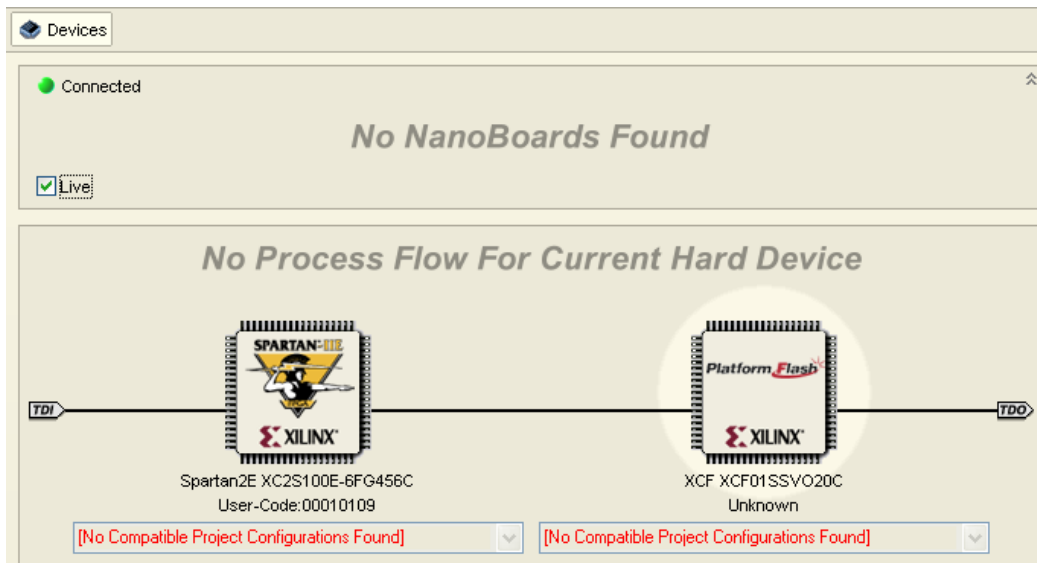 Devices
Connected
No NanoBoards Found
Live
No Process Flow For Current Hard Device
SPARTAN-IIE
FPGA
XILINX
Platform Flash
XILINX
TDI
TDO
Spartan2E XC2S100E-6FG456C
User-Code:00010109
[No Compatible Project Configurations Found]
XCF XCF01SSVO20C
Unknown
[No Compatible Project Configurations Found]